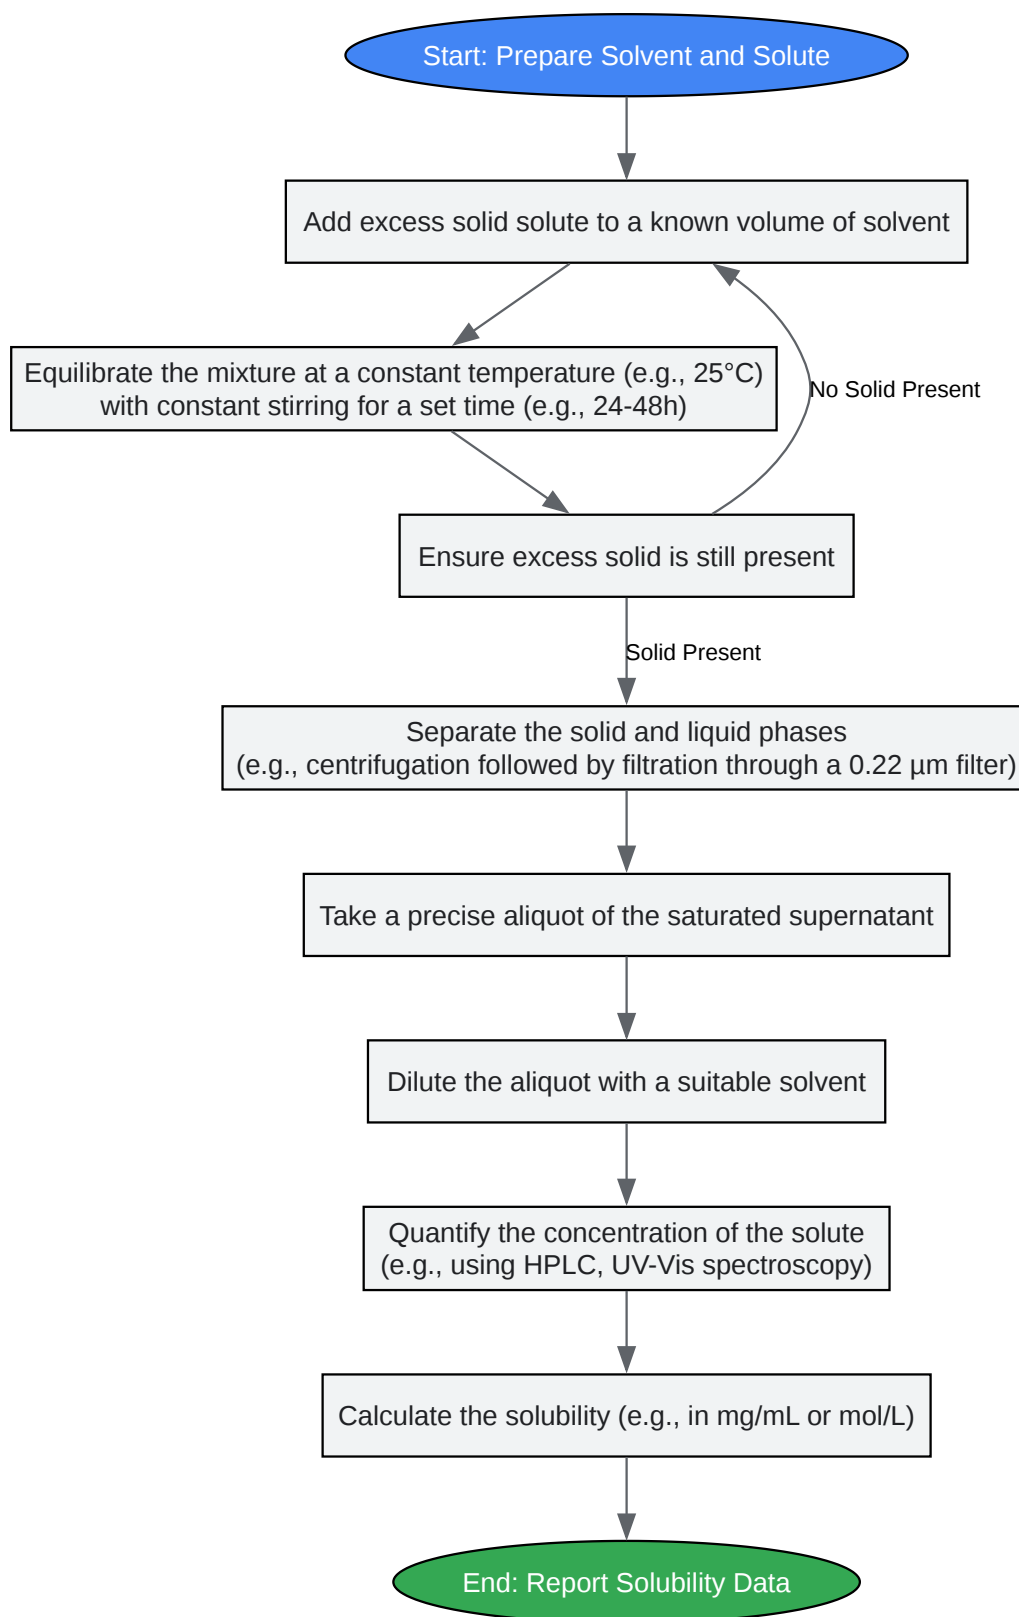 Start: Prepare Solvent and Solute
Add excess solid solute to a known volume of solvent
Equilibrate the mixture at a constant temperature (e.g., 25°C)
with constant stirring for a set time (e.g., 24-48h)
No Solid Present
Ensure excess solid is still present
Solid Present
Separate the solid and liquid phases
(e.g., centrifugation followed by filtration through a 0.22 µm filter)
Take a precise aliquot of the saturated supernatant
Dilute the aliquot with a suitable solvent
Quantify the concentration of the solute
(e.g., using HPLC, UV-Vis spectroscopy)
Calculate the solubility (e.g., in mg/mL or mol/L)
End: Report Solubility Data